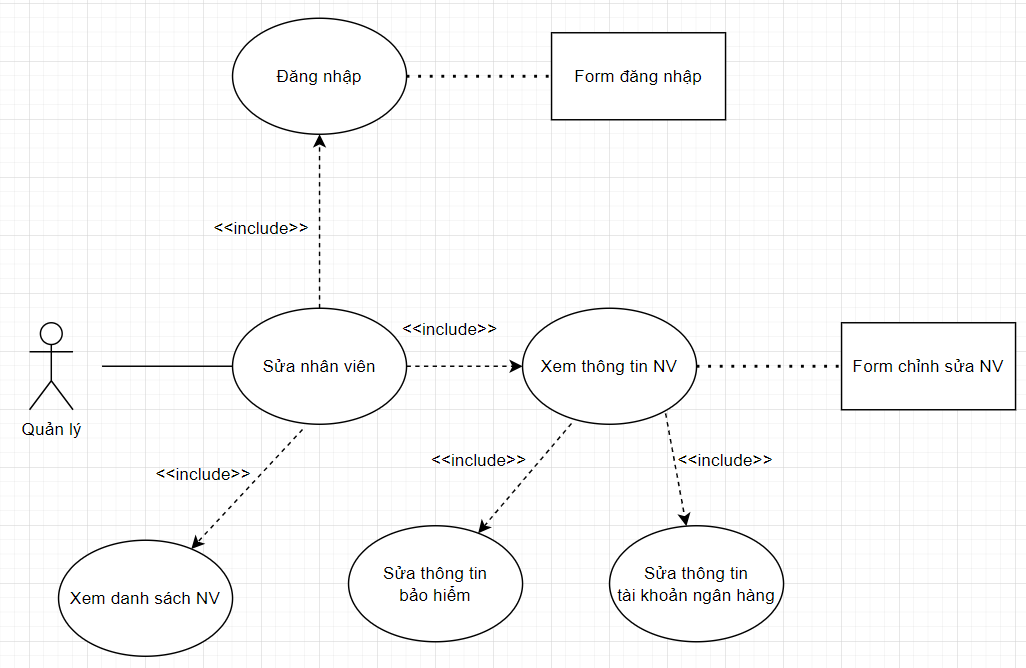 Đăng nhập
Form đăng nhập
<<include>>
<<include>>
Sửa nhân viên
Xem thông tin NV
Form chỉnh sửa NV
Quản lý
<<include>>
<<include>>
<<include>>
Xem danh sách NV
Sửa thông tin
bảo hiểm
Sửa thông tin
tài khoản ngân hàng